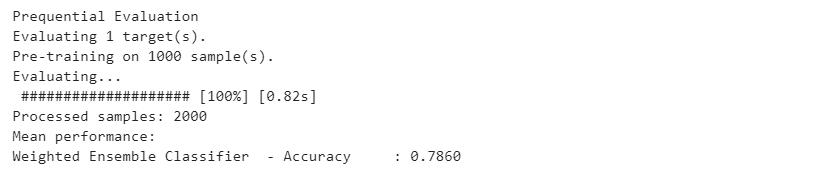 Prequential Evaluation
Evaluating 1 target(s).
Pre-training on 1000 sample(s).
Evaluating...
#################### [100%] [0.82s]
Processed samples: 2000
Mean performance:
Weighted Ensemble Classifier - Accuracy : 0.7860